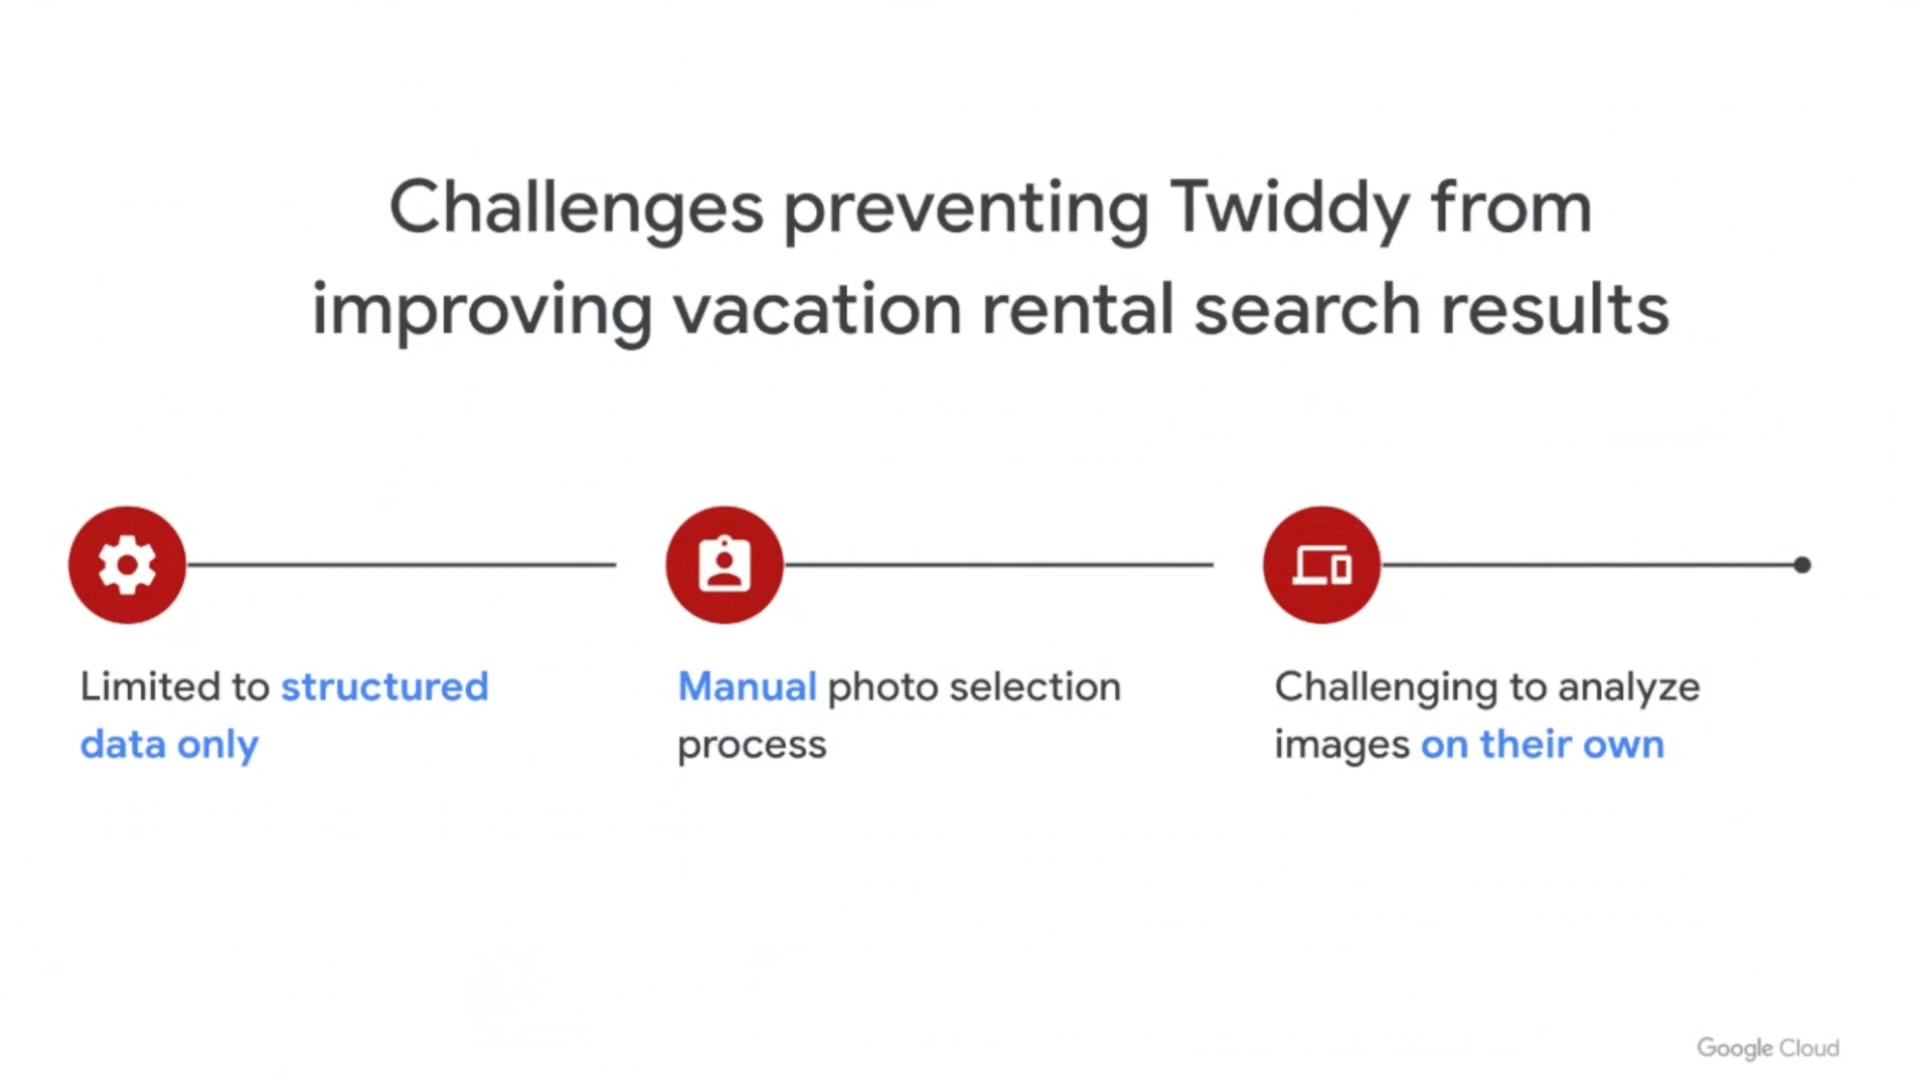 Challenges preventing Twiddy from
improving vacation rental search results
Limited to structured
data only
Manual photo selection
process
Challenging to analyze
images on their own
Google Cloud